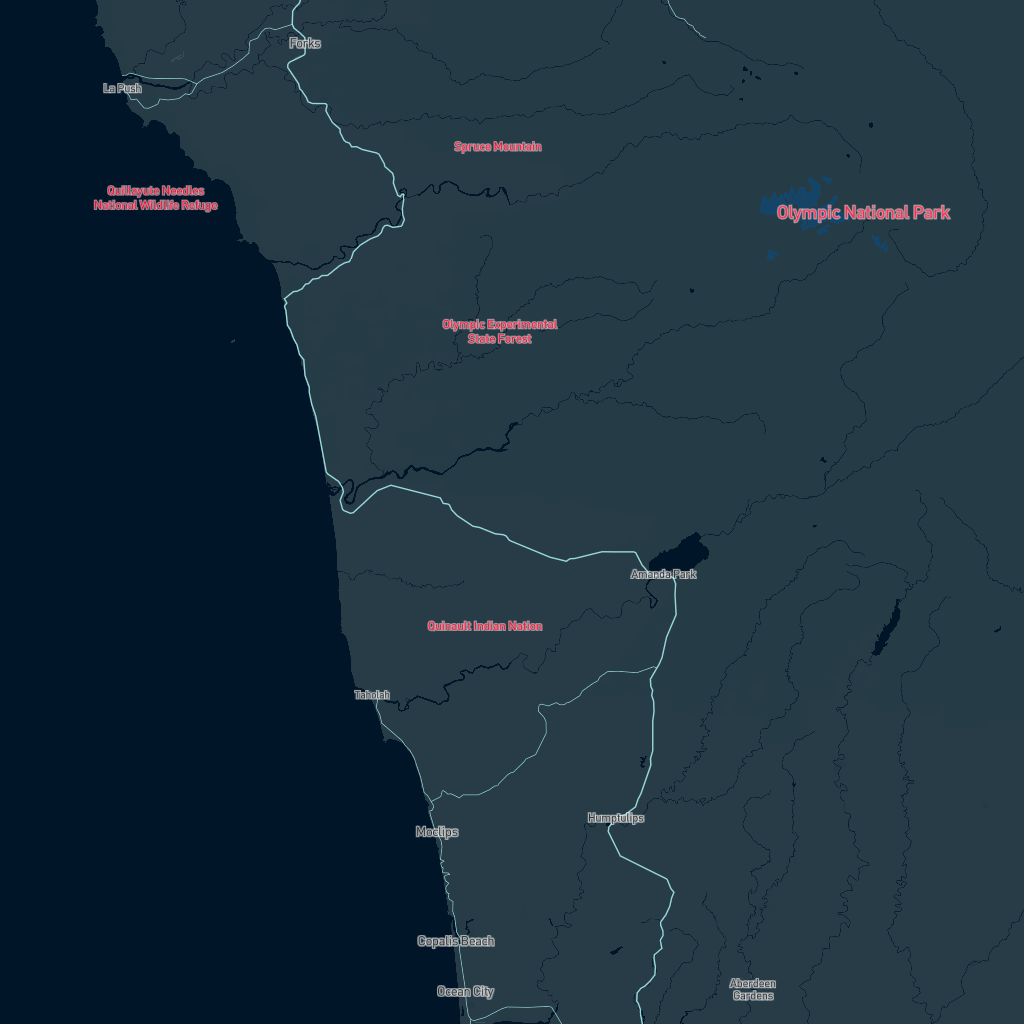 Forks
La Push
Spruce Mountain
Quillayute Needles
National Wildlife Refuge
Olympic National Park
Olympic Experimental
State Forest
Amanda Park
Quinault Indian Nation
Taholah
Humptulips
Moclips
Copalis Beach
Ocean City
Aberdeen
Gardens